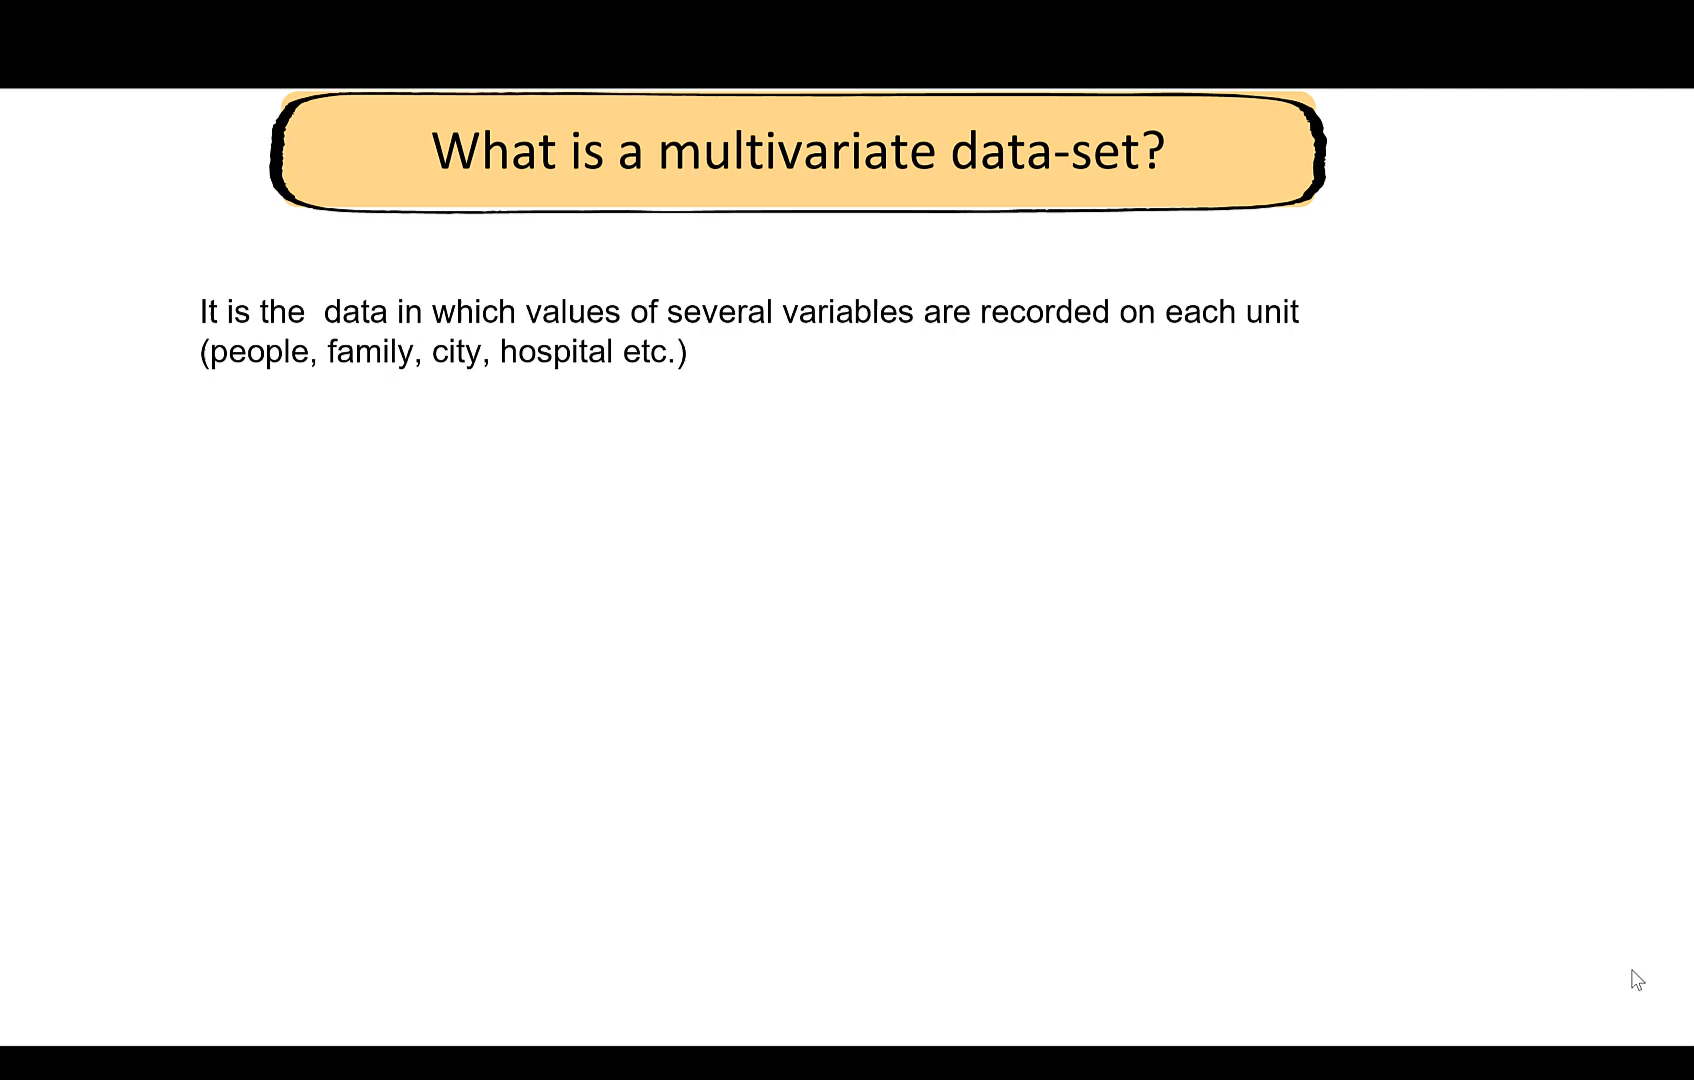 What is a multivariate data-set?
It is the  data in which values of several variables are recorded on each unit
(people, family, city, hospital etc.)